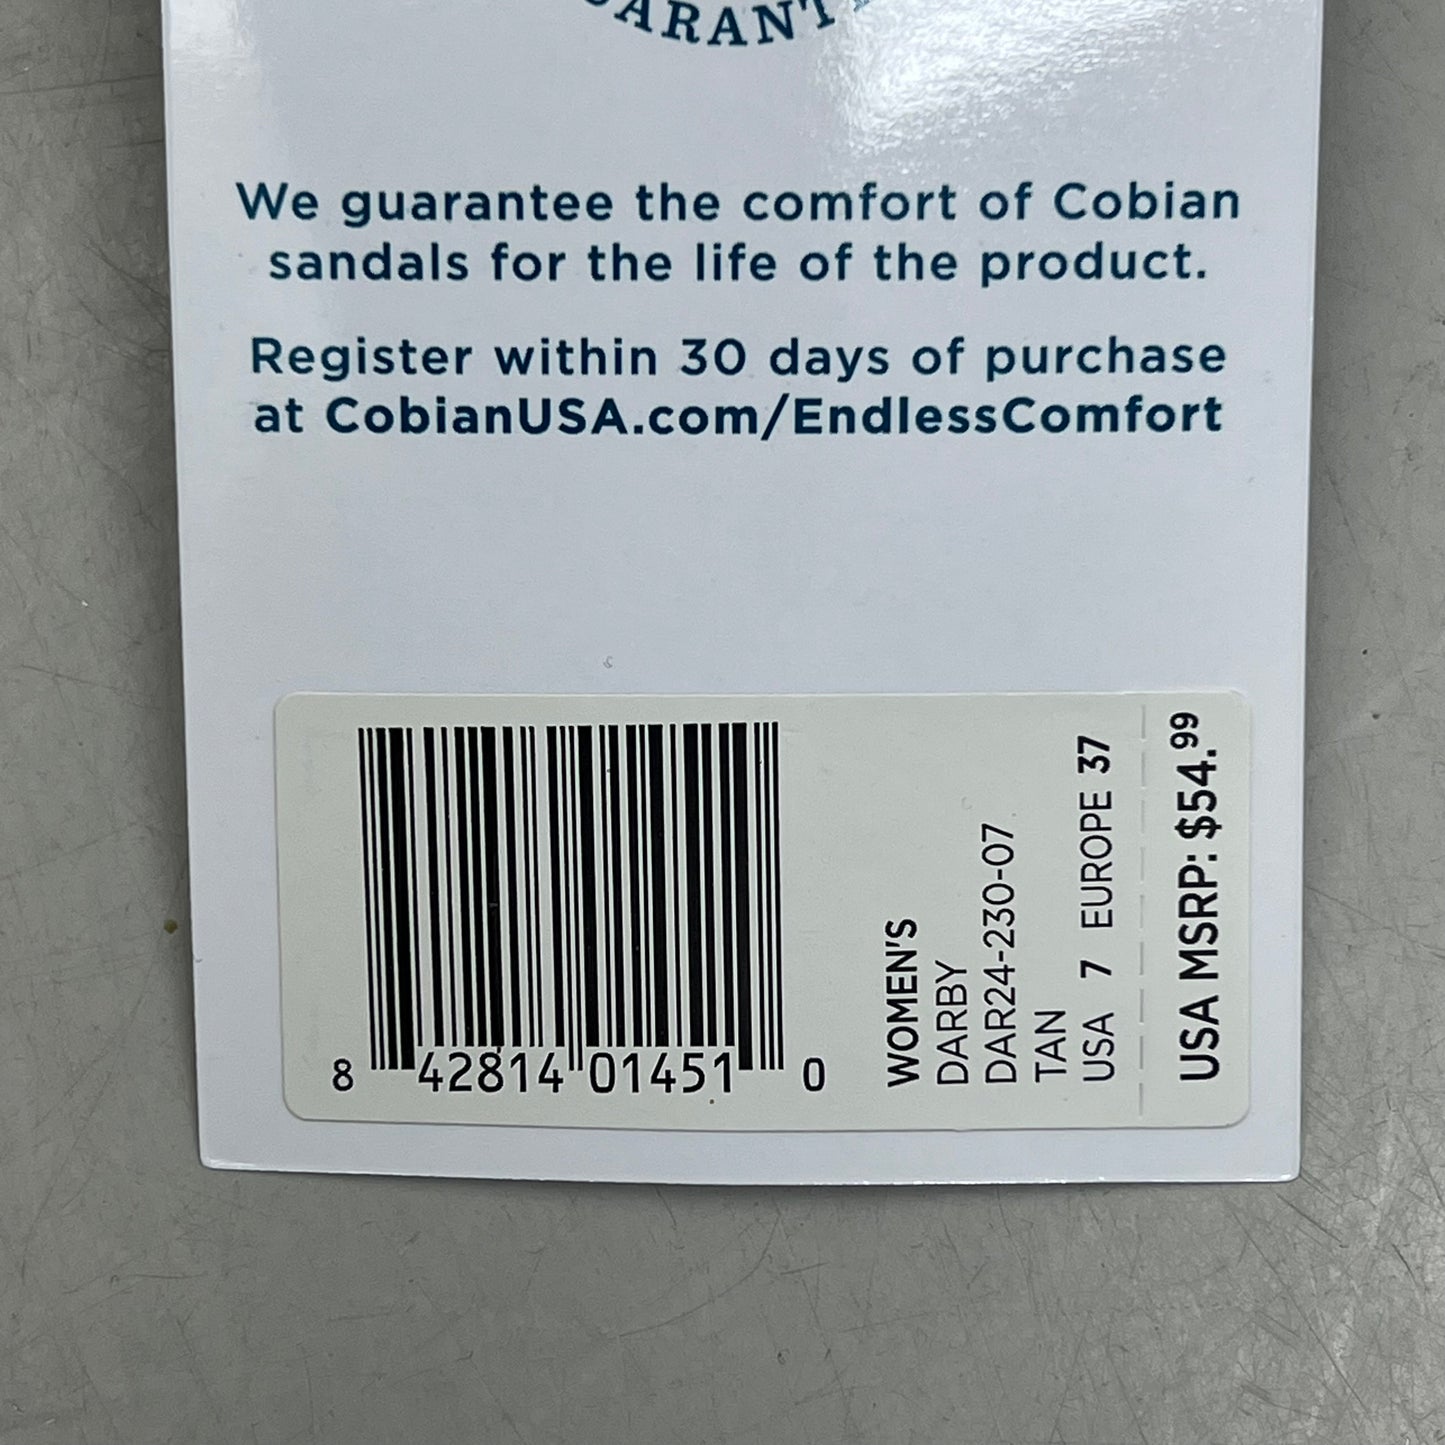 We guarantee the comfort of Cobian
sandals for the life of the product.
Register within 30 days of purchase
at CobianUSA.com/EndlessComfort
8 42814 01451 0
WOMEN'S
DARBY
DAR24-230-07
TAN
USA 7 EUROPE 37
USA MSRP: $54.99